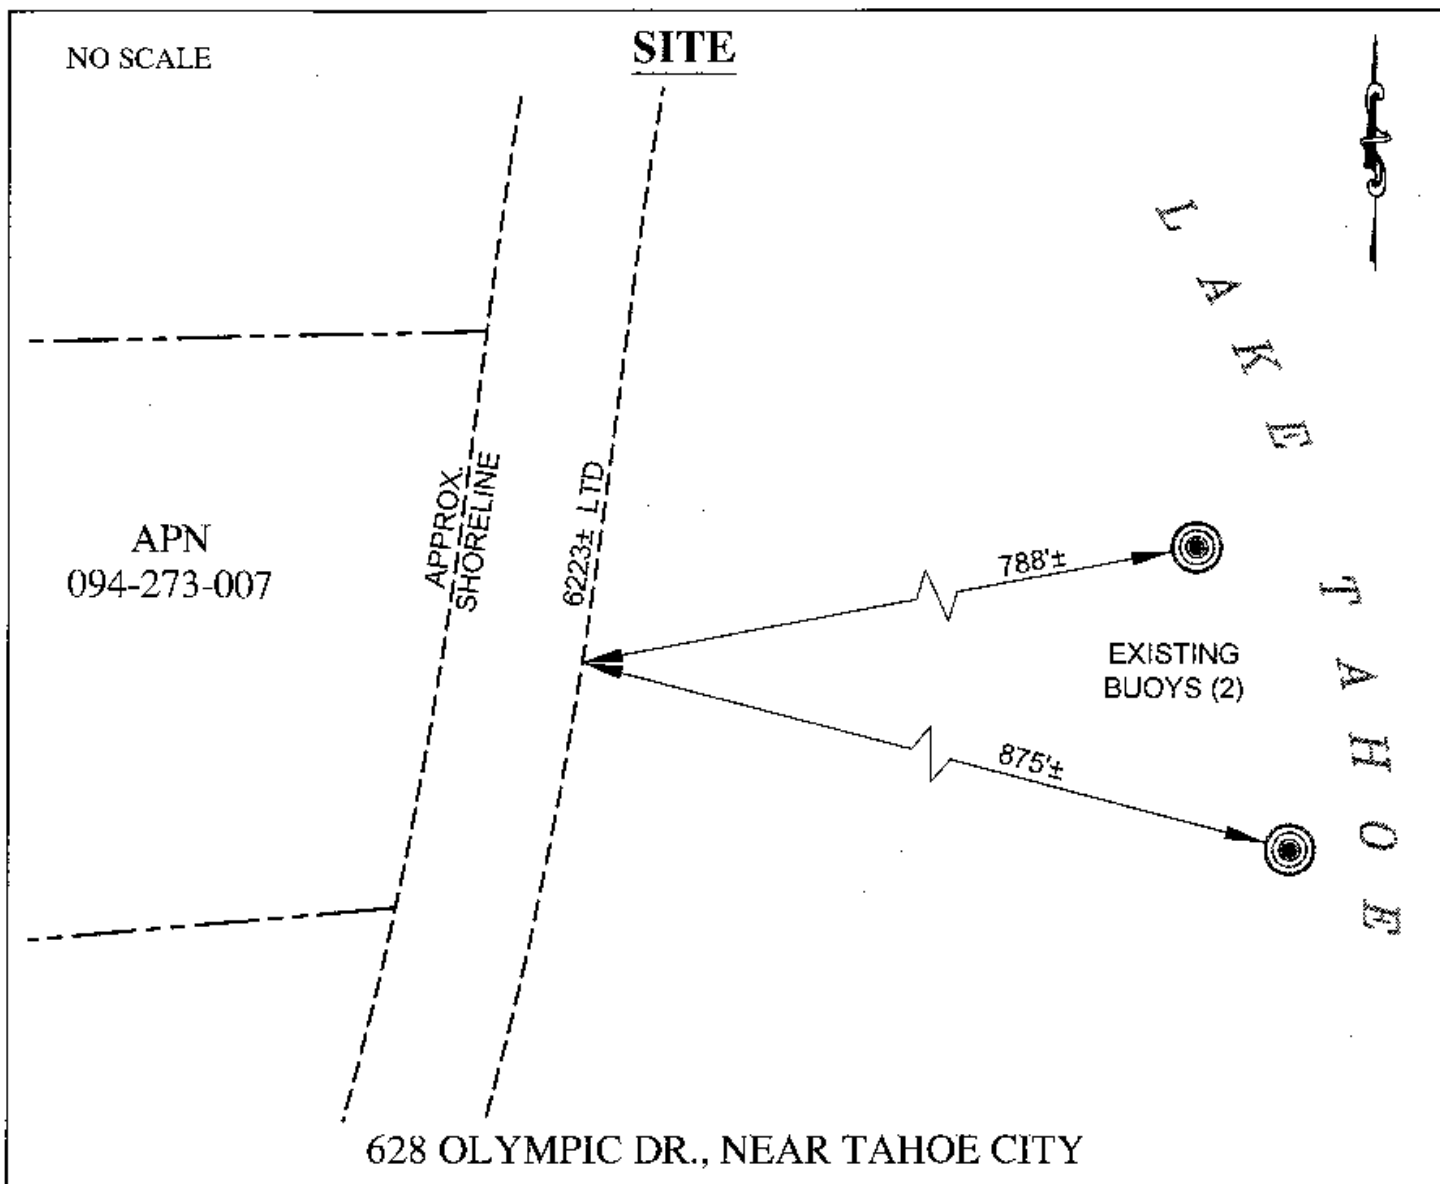 NO SCALE
SITE
LAKE TAHOE
APPROX.
SHORELINE
6223± LTD
APN
094-273-007
788'±
EXISTING
BUOYS (2)
875'±
628 OLYMPIC DR., NEAR TAHOE CITY